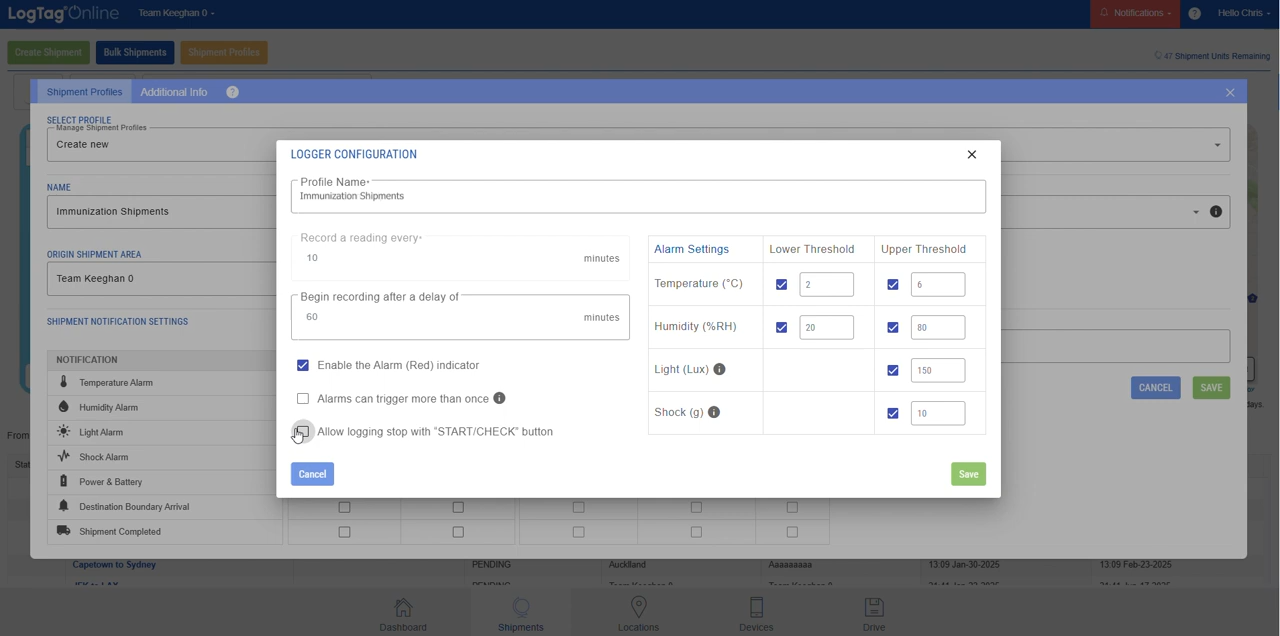 LogTag Online Team Keeghan 0 Notifications ? Hello Chris
Create Shipment Bulk Shipments Shipment Profiles 47 Shipment Units Remaining
Shipment Profiles Additional Info ?
SELECT PROFILE
Manage Shipment Profiles
Create new
NAME
Immunization Shipments
ORIGIN SHIPMENT AREA
Team Keeghan 0
SHIPMENT NOTIFICATION SETTINGS
NOTIFICATION
Temperature Alarm
Humidity Alarm
Light Alarm
Shock Alarm
Power & Battery
Destination Boundary Arrival
Shipment Completed
CANCEL SAVE
LOGGER CONFIGURATION
Profile Name*
Immunization Shipments
Record a reading every*
10 minutes
Begin recording after a delay of
60 minutes
Enable the Alarm (Red) indicator
Alarms can trigger more than once
Allow logging stop with "START/CHECK" button
Cancel Save
Alarm Settings Lower Threshold Upper Threshold
Temperature (°C) 2 6
Humidity (%RH) 20 80
Light (Lux) 150
Shock (g) 10
From
Stat
days.
Capetown to Sydney PENDING Auckland Aaaaaaaaa 13:09 Jan-30-2025 13:09 Feb-23-2025
Dashboard Shipments Locations Devices Drive